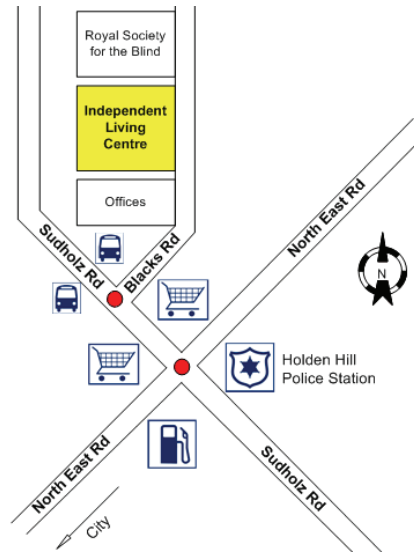 Royal Society
for the Blind
Independent
Living
Centre
Offices
Sudholz Rd
Blacks Rd
North East Rd
N
Holden Hill
Police Station
North East Rd
Sudholz Rd
City